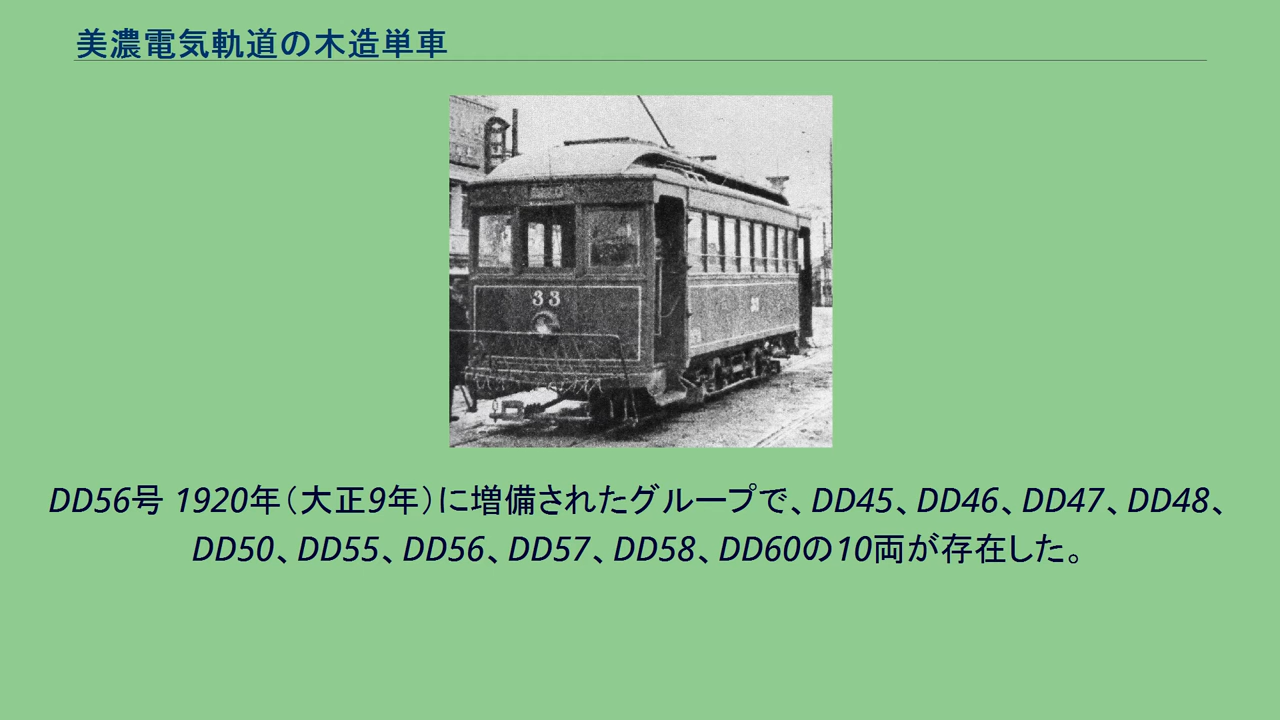 美濃電気軌道の木造単車
33
DD56号 1920年（大正9年）に増備されたグループで、DD45、DD46、DD47、DD48、
DD50、DD55、DD56、DD57、DD58、DD60の10両が存在した。